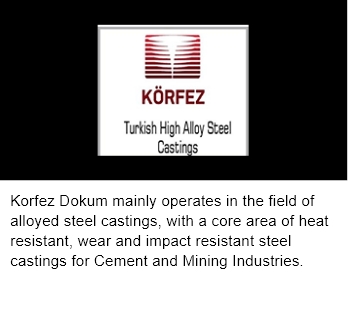 KÖRFEZ
Turkish High Alloy Steel
Castings
Korfez Dokum mainly operates in the field of
alloyed steel castings, with a core area of heat
resistant, wear and impact resistant steel
castings for Cement and Mining Industries.